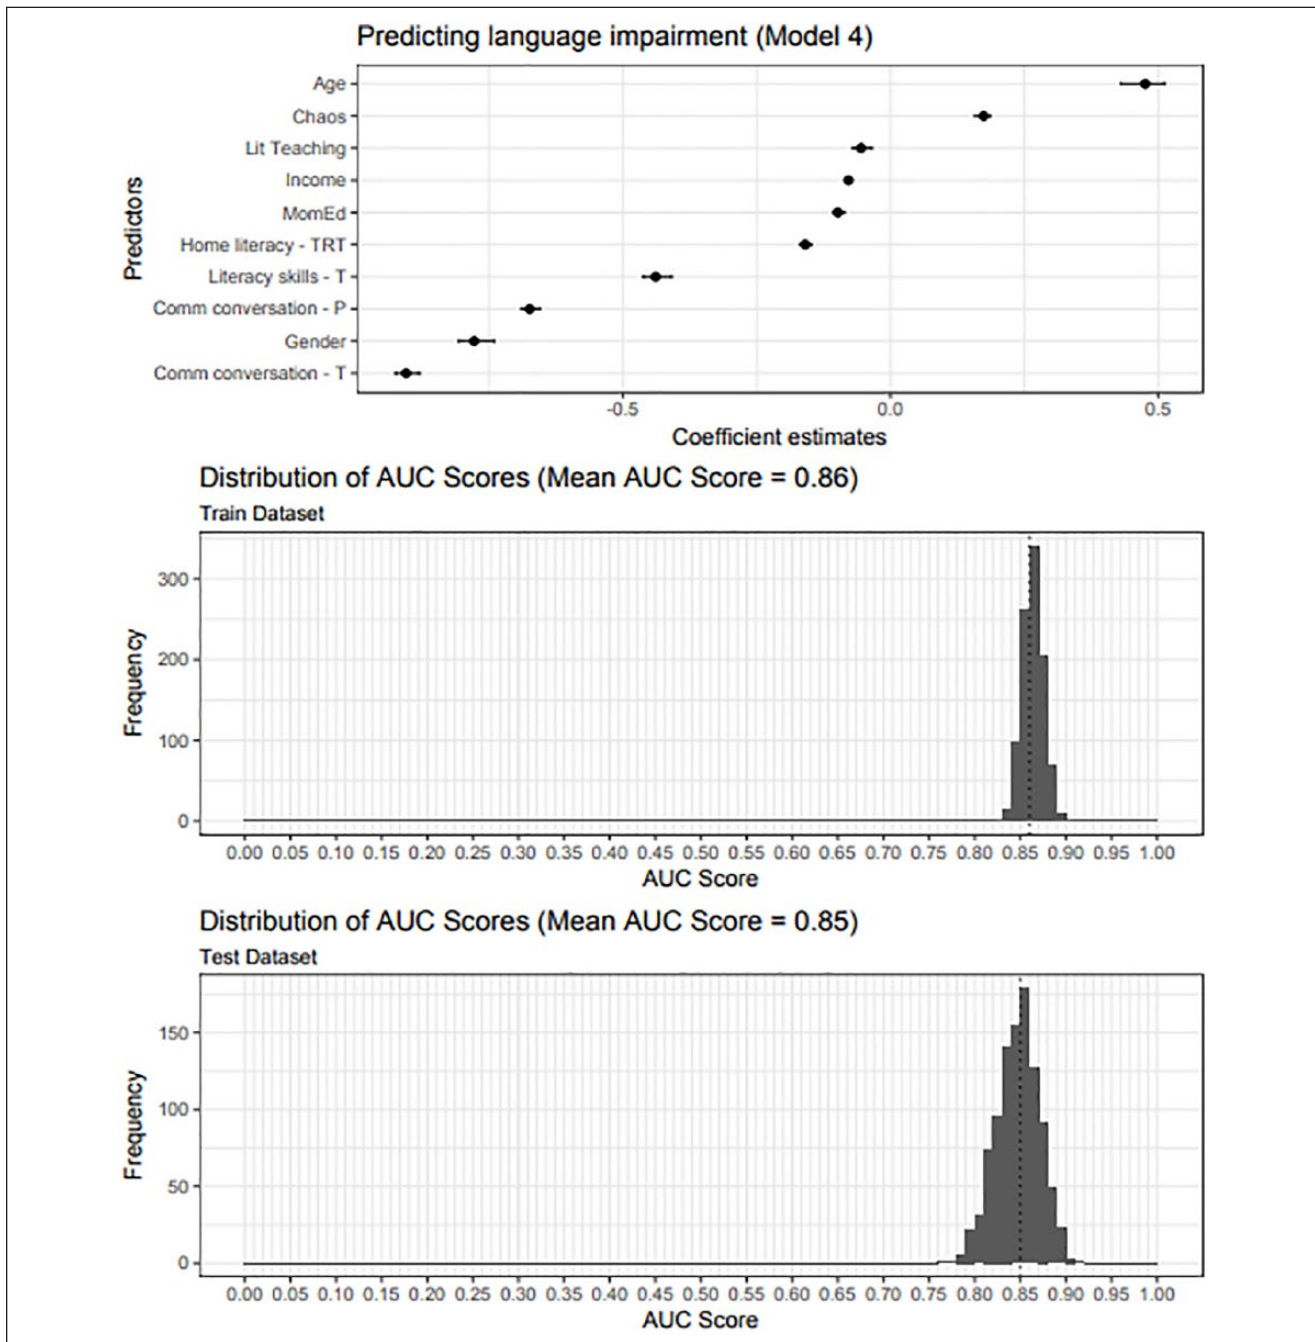 Predicting language impairment (Model 4)
Predictors
Age
Chaos
Lit Teaching
Income
MomEd
Home literacy - TRT
Literacy skills - T
Comm conversation - P
Gender
Comm conversation - T
-0.5 0.0 0.5
Coefficient estimates
Distribution of AUC Scores (Mean AUC Score = 0.86)
Train Dataset
Frequency
300
200
100
0
0.00 0.05 0.10 0.15 0.20 0.25 0.30 0.35 0.40 0.45 0.50 0.55 0.60 0.65 0.70 0.75 0.80 0.85 0.90 0.95 1.00
AUC Score
Distribution of AUC Scores (Mean AUC Score = 0.85)
Test Dataset
Frequency
150
100
50
0
0.00 0.05 0.10 0.15 0.20 0.25 0.30 0.35 0.40 0.45 0.50 0.55 0.60 0.65 0.70 0.75 0.80 0.85 0.90 0.95 1.00
AUC Score